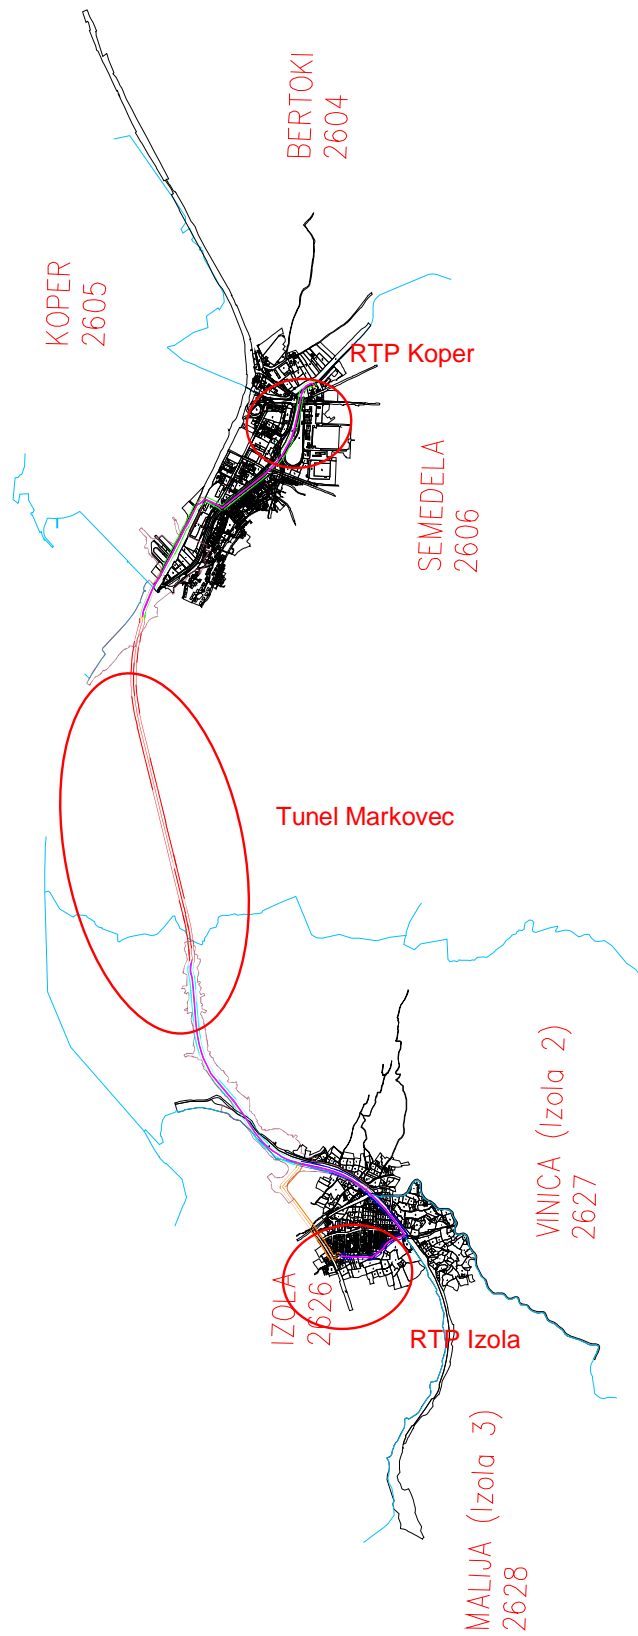 BERTOKI
2604
KOPER
2605
RTP Koper
SEMEDELA
2606
Tunel Markovec
VINICA (Izola 2)
2627
IZOLA
2626
RTP Izola
MALIJA (Izola 3)
2628